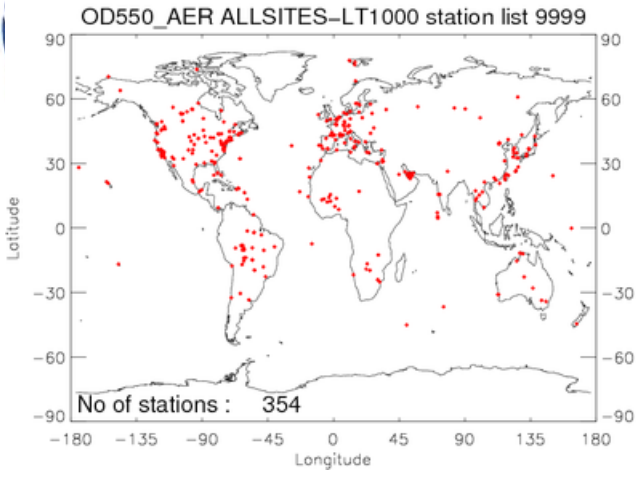 OD550_AER ALLSITES-LT1000 station list 9999
90 90
60 60
30 30
0 0
-30 -30
-60 -60
No of stations : 354
-90 -90
-180 -135 -90 -45 0 45 90 135 180
Latitude
Longitude